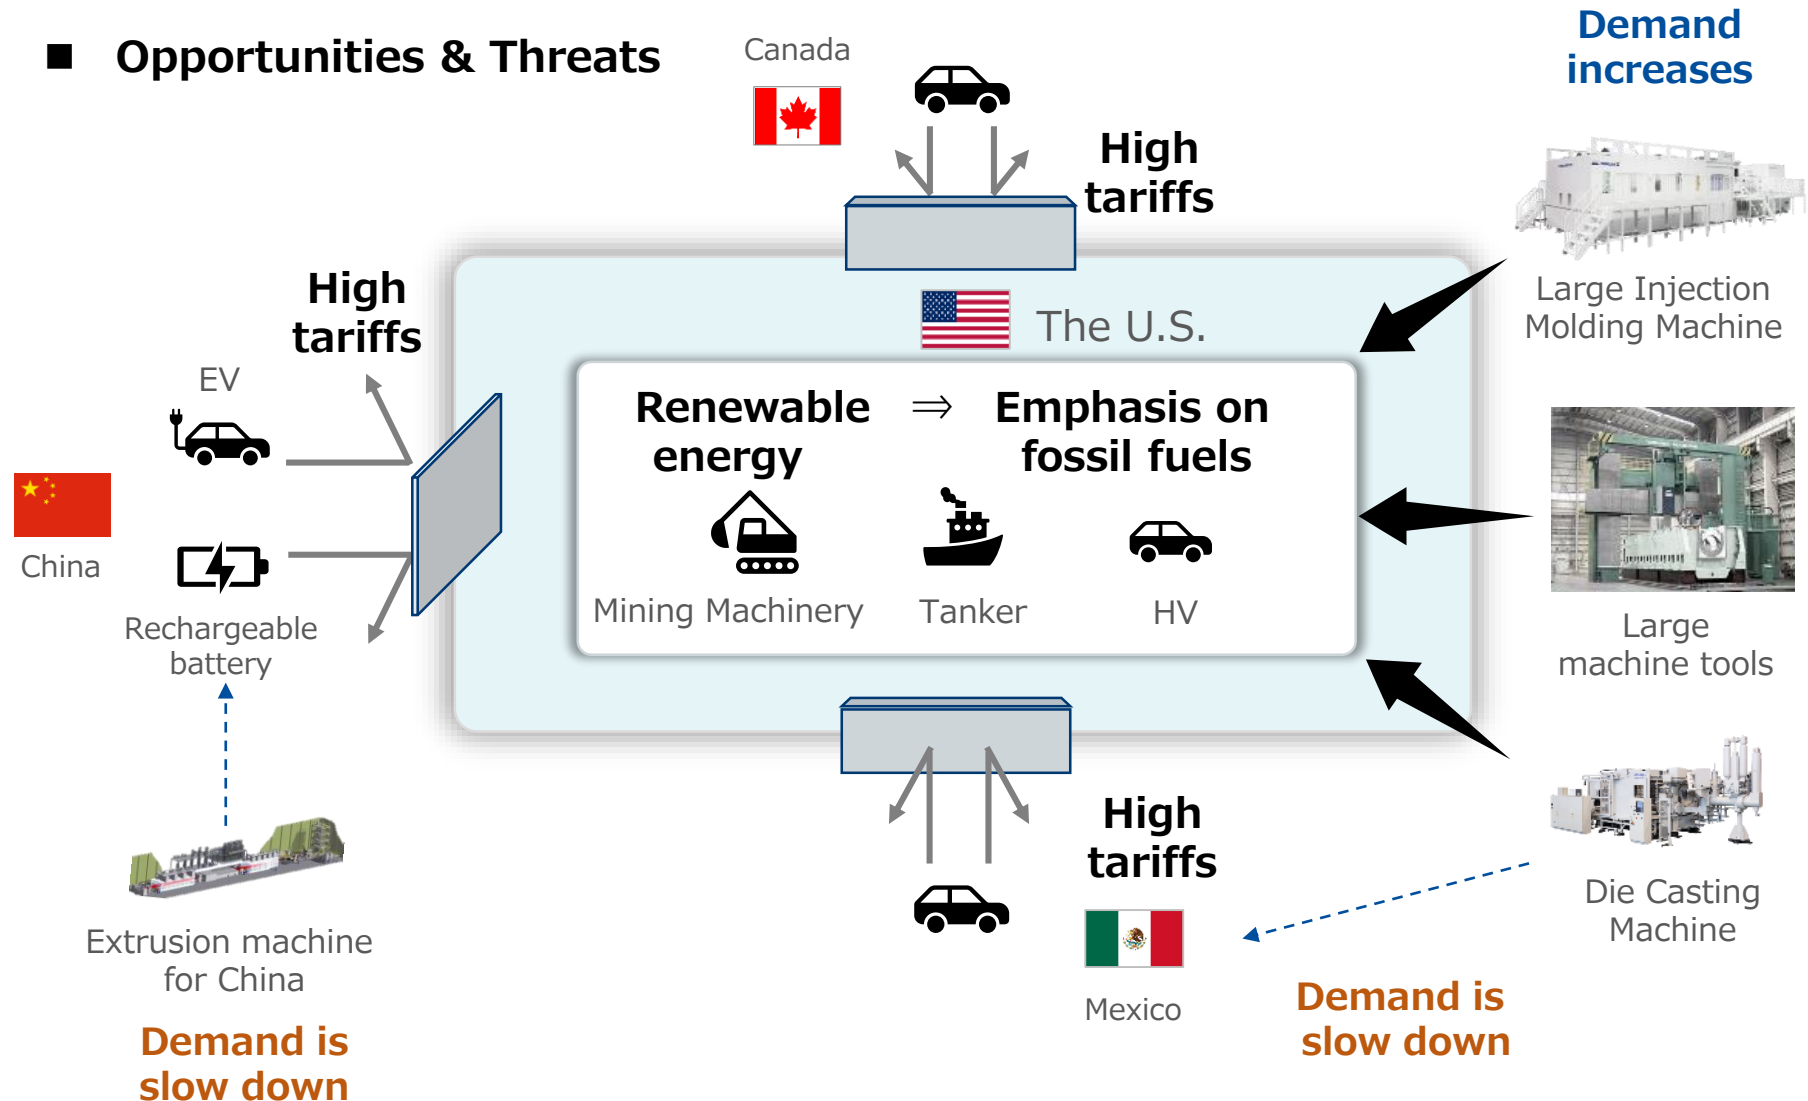 ■ Opportunities & Threats
Canada
High
tariffs
Demand
increases
Large Injection
Molding Machine
High
tariffs
The U.S.
EV
Renewable
energy
⇒
Emphasis on
fossil fuels
China
Rechargeable
battery
Mining Machinery
Tanker
HV
Large
machine tools
High
tariffs
Mexico
Die Casting
Machine
Extrusion machine
for China
Demand is
slow down
Demand is
slow down